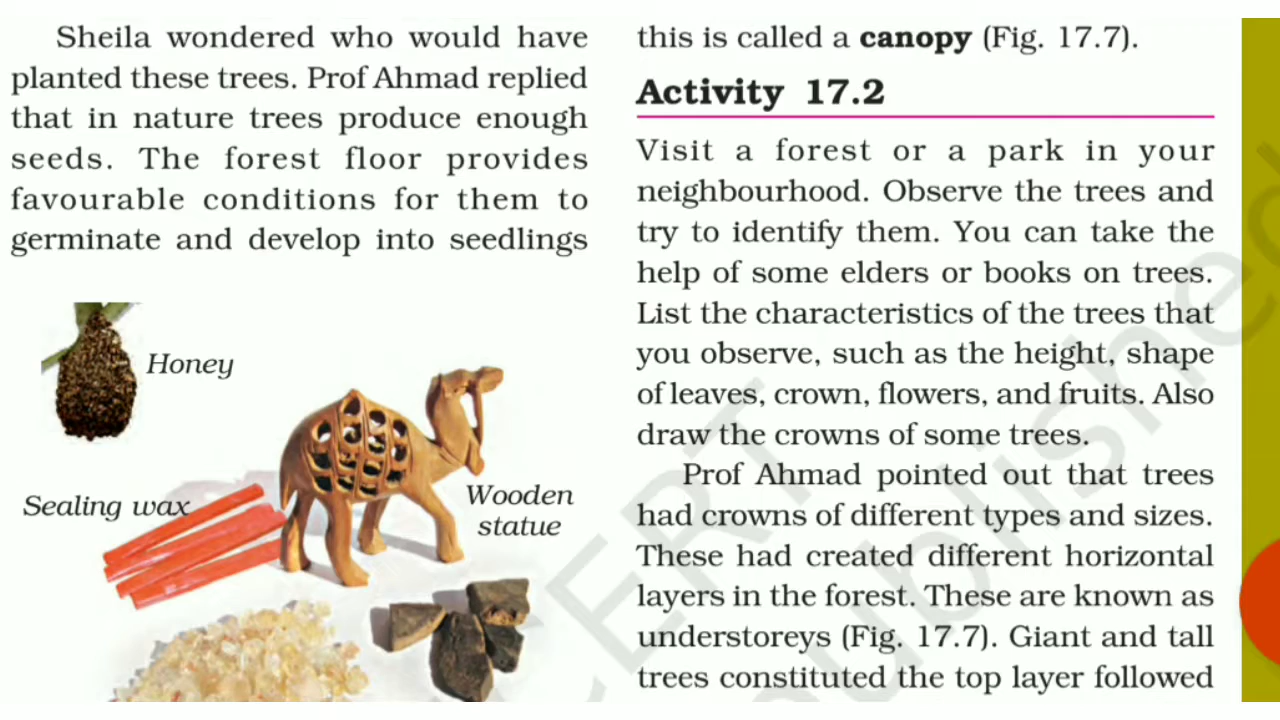 Sheila wondered who would have
planted these trees. Prof Ahmad replied
that in nature trees produce enough
seeds. The forest floor provides
favourable conditions for them to
germinate and develop into seedlings
Honey
Sealing wax
Wooden
statue
this is called a canopy (Fig. 17.7).
Activity 17.2
Visit a forest or a park in your
neighbourhood. Observe the trees and
try to identify them. You can take the
help of some elders or books on trees.
List the characteristics of the trees that
you observe, such as the height, shape
of leaves, crown, flowers, and fruits. Also
draw the crowns of some trees.
Prof Ahmad pointed out that trees
had crowns of different types and sizes.
These had created different horizontal
layers in the forest. These are known as
understoreys (Fig. 17.7). Giant and tall
trees constituted the top layer followed